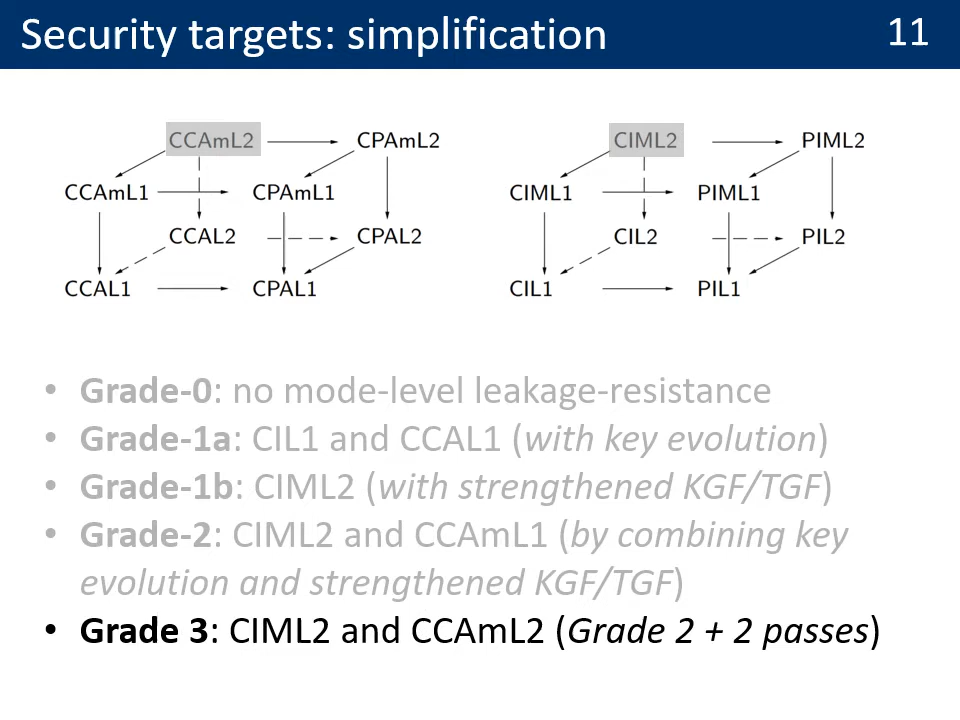 Security targets: simplification 11
CCAmL2 CPAmL2 CIML2 PIML2
CCAmL1 CPAmL1 CIML1 PIML1
CCAL2 CPAL2 CIL2 PIL2
CCAL1 CPAL1 CIL1 PIL1
• Grade-0: no mode-level leakage-resistance
• Grade-1a: CIL1 and CCAL1 (with key evolution)
• Grade-1b: CIML2 (with strengthened KGF/TGF)
• Grade-2: CIML2 and CCAmL1 (by combining key
evolution and strengthened KGF/TGF)
• Grade 3: CIML2 and CCAmL2 (Grade 2 + 2 passes)